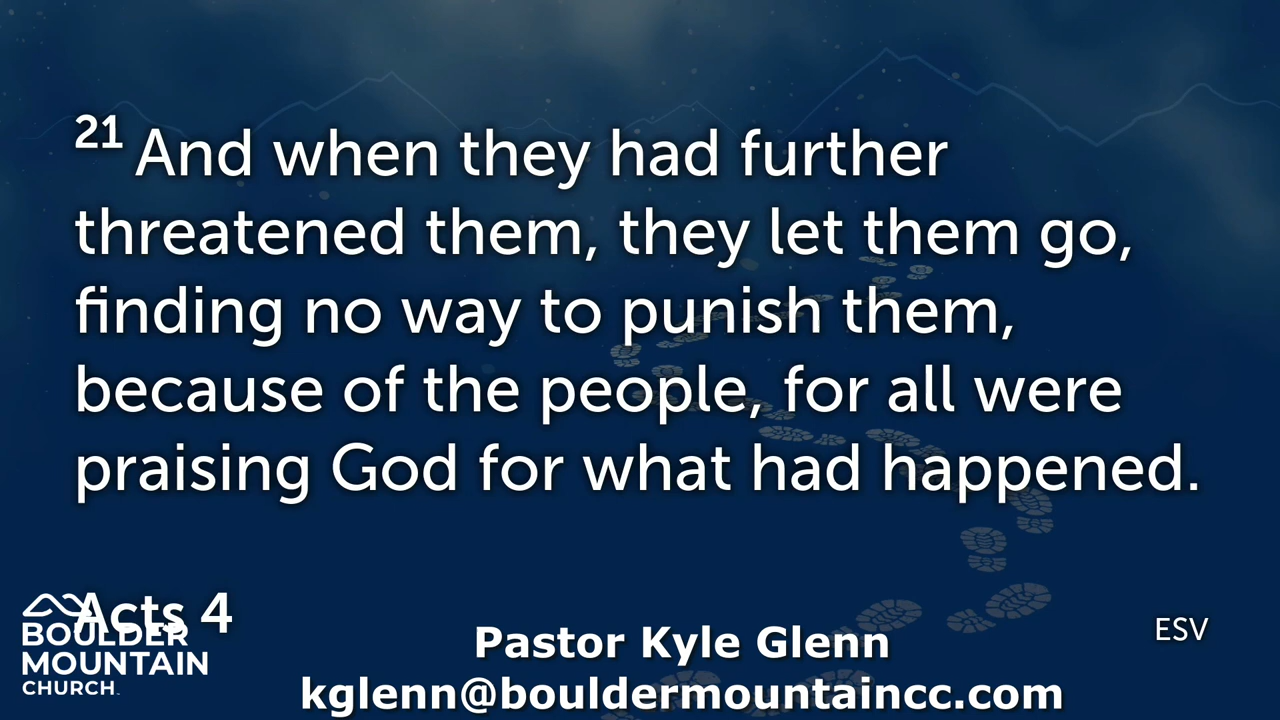 21 And when they had further
threatened them, they let them go,
finding no way to punish them,
because of the people, for all were
praising God for what had happened.
Acts 4
BOULDER
MOUNTAIN
CHURCH
Pastor Kyle Glenn
kglenn@bouldermountaincc.com
ESV